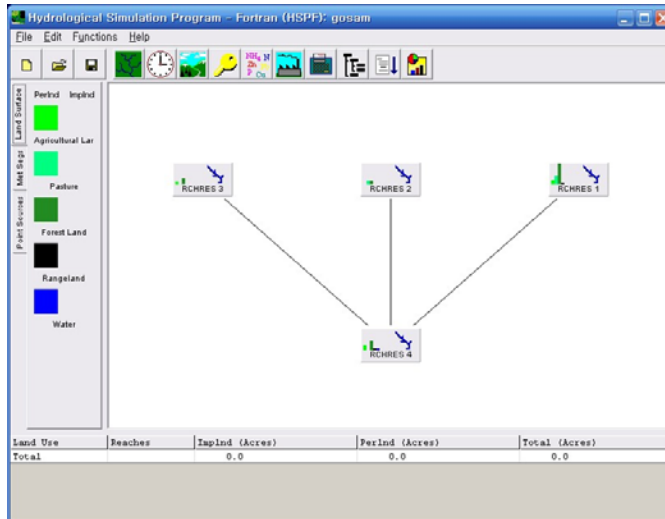 Hydrological Simulation Program - Fortran (HSPF): gosam
File Edit Functions Help
Land Surface
Met Segs
Point Sources
PerInd ImpInd
Agricultural Lar
Pasture
Forest Land
Rangeland
Water
RCHRES 3
RCHRES 2
RCHRES 1
RCHRES 4
Land Use Reaches ImpInd (Acres) PerInd (Acres) Total (Acres)
Total 0.0 0.0 0.0